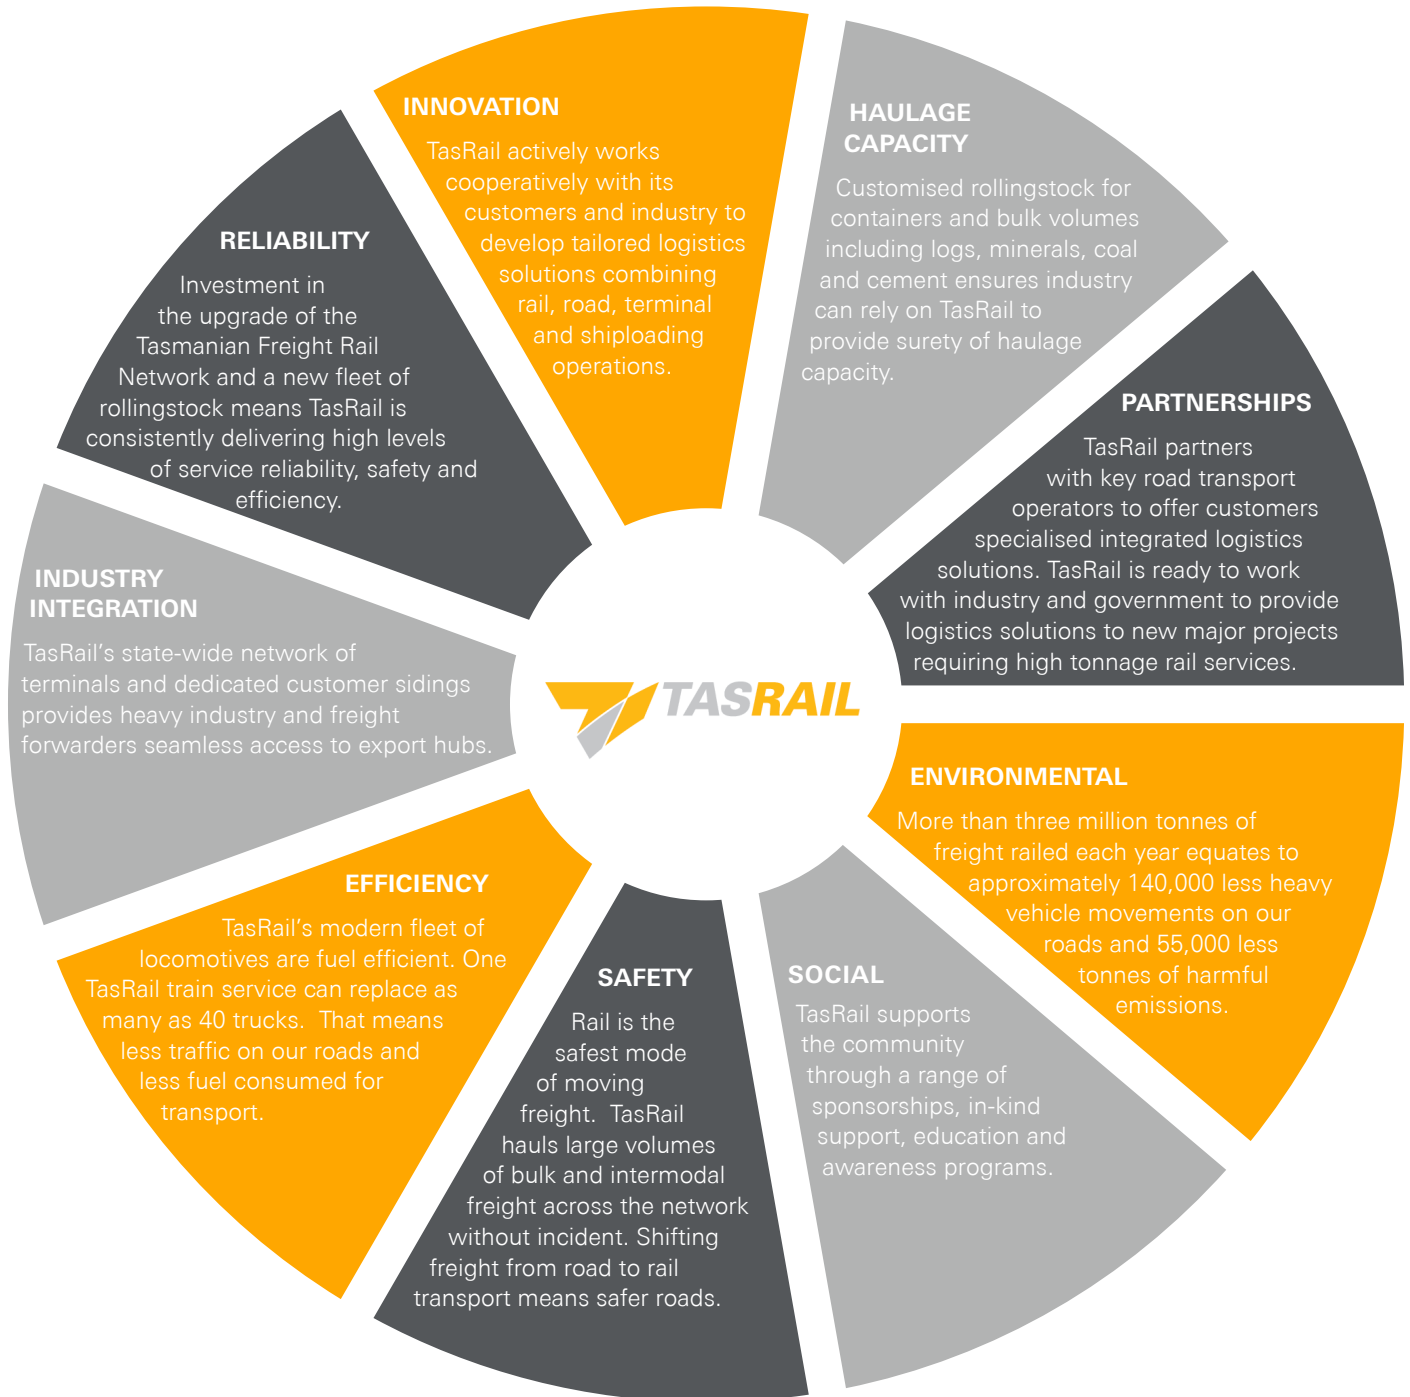 INNOVATION
TasRail actively works
cooperatively with its
customers and industry to
develop tailored logistics
solutions combining
rail, road, terminal
and shiploading
operations.
HAULAGE
CAPACITY
Customised rollingstock for
containers and bulk volumes
including logs, minerals, coal
and cement ensures industry
can rely on TasRail to
provide surety of haulage
capacity.
PARTNERSHIPS
TasRail partners
with key road transport
operators to offer customers
specialised integrated logistics
solutions. TasRail is ready to work
with industry and government to provide
logistics solutions to new major projects
requiring high tonnage rail services.
ENVIRONMENTAL
More than three million tonnes of
freight railed each year equates to
approximately 140,000 less heavy
vehicle movements on our
roads and 55,000 less
tonnes of harmful
emissions.
SOCIAL
TasRail supports
the community
through a range of
sponsorships, in-kind
support, education and
awareness programs.
SAFETY
Rail is the
safest mode
of moving
freight.  TasRail
hauls large volumes
of bulk and intermodal
freight across the network
without incident. Shifting
freight from road to rail
transport means safer roads.
EFFICIENCY
TasRail's modern fleet of
locomotives are fuel efficient. One
TasRail train service can replace as
many as 40 trucks.  That means
less traffic on our roads and
less fuel consumed for
transport.
INDUSTRY
INTEGRATION
TasRail's state-wide network of
terminals and dedicated customer sidings
provides heavy industry and freight
forwarders seamless access to export hubs.
RELIABILITY
Investment in
the upgrade of the
Tasmanian Freight Rail
Network and a new fleet of
rollingstock means TasRail is
consistently delivering high levels
of service reliability, safety and
efficiency.
TASRAIL